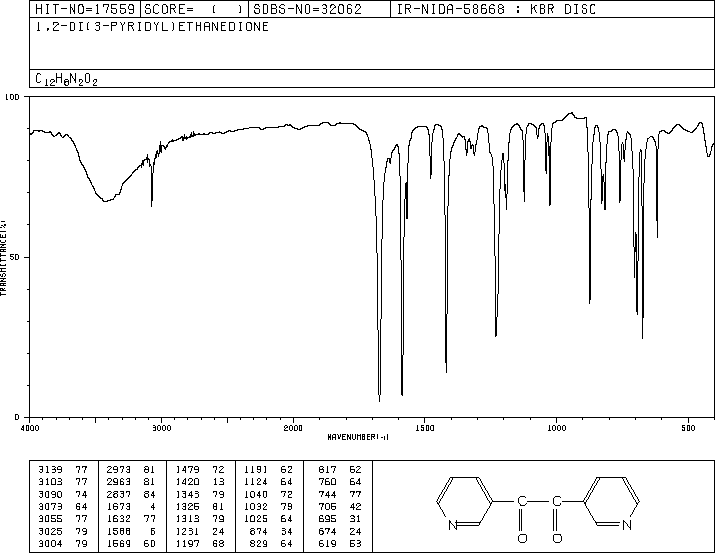 HIT-NO=17559 SCORE= ( ) SDBS-NO=32062 IR-NIDA-58668 : KBR DISC
1,2-DI(3-PYRIDYL)ETHANEDIONE
C12H8N2O2
100
50
0
TRANSMITTANCE(%)
4000 3000 2000 1500 1000 500
WAVENUMBER(-1)
3139 77 2973 81 1479 72 1191 62 817 62
3103 77 2963 81 1420 13 1124 64 760 64
3090 74 2837 84 1343 79 1040 72 744 77
3073 64 1673 4 1325 81 1032 79 705 42
3055 77 1632 77 1313 79 1025 64 695 31
3025 79 1588 6 1231 24 874 34 674 24
3004 79 1569 60 1197 68 829 64 619 53
C C
N O O N